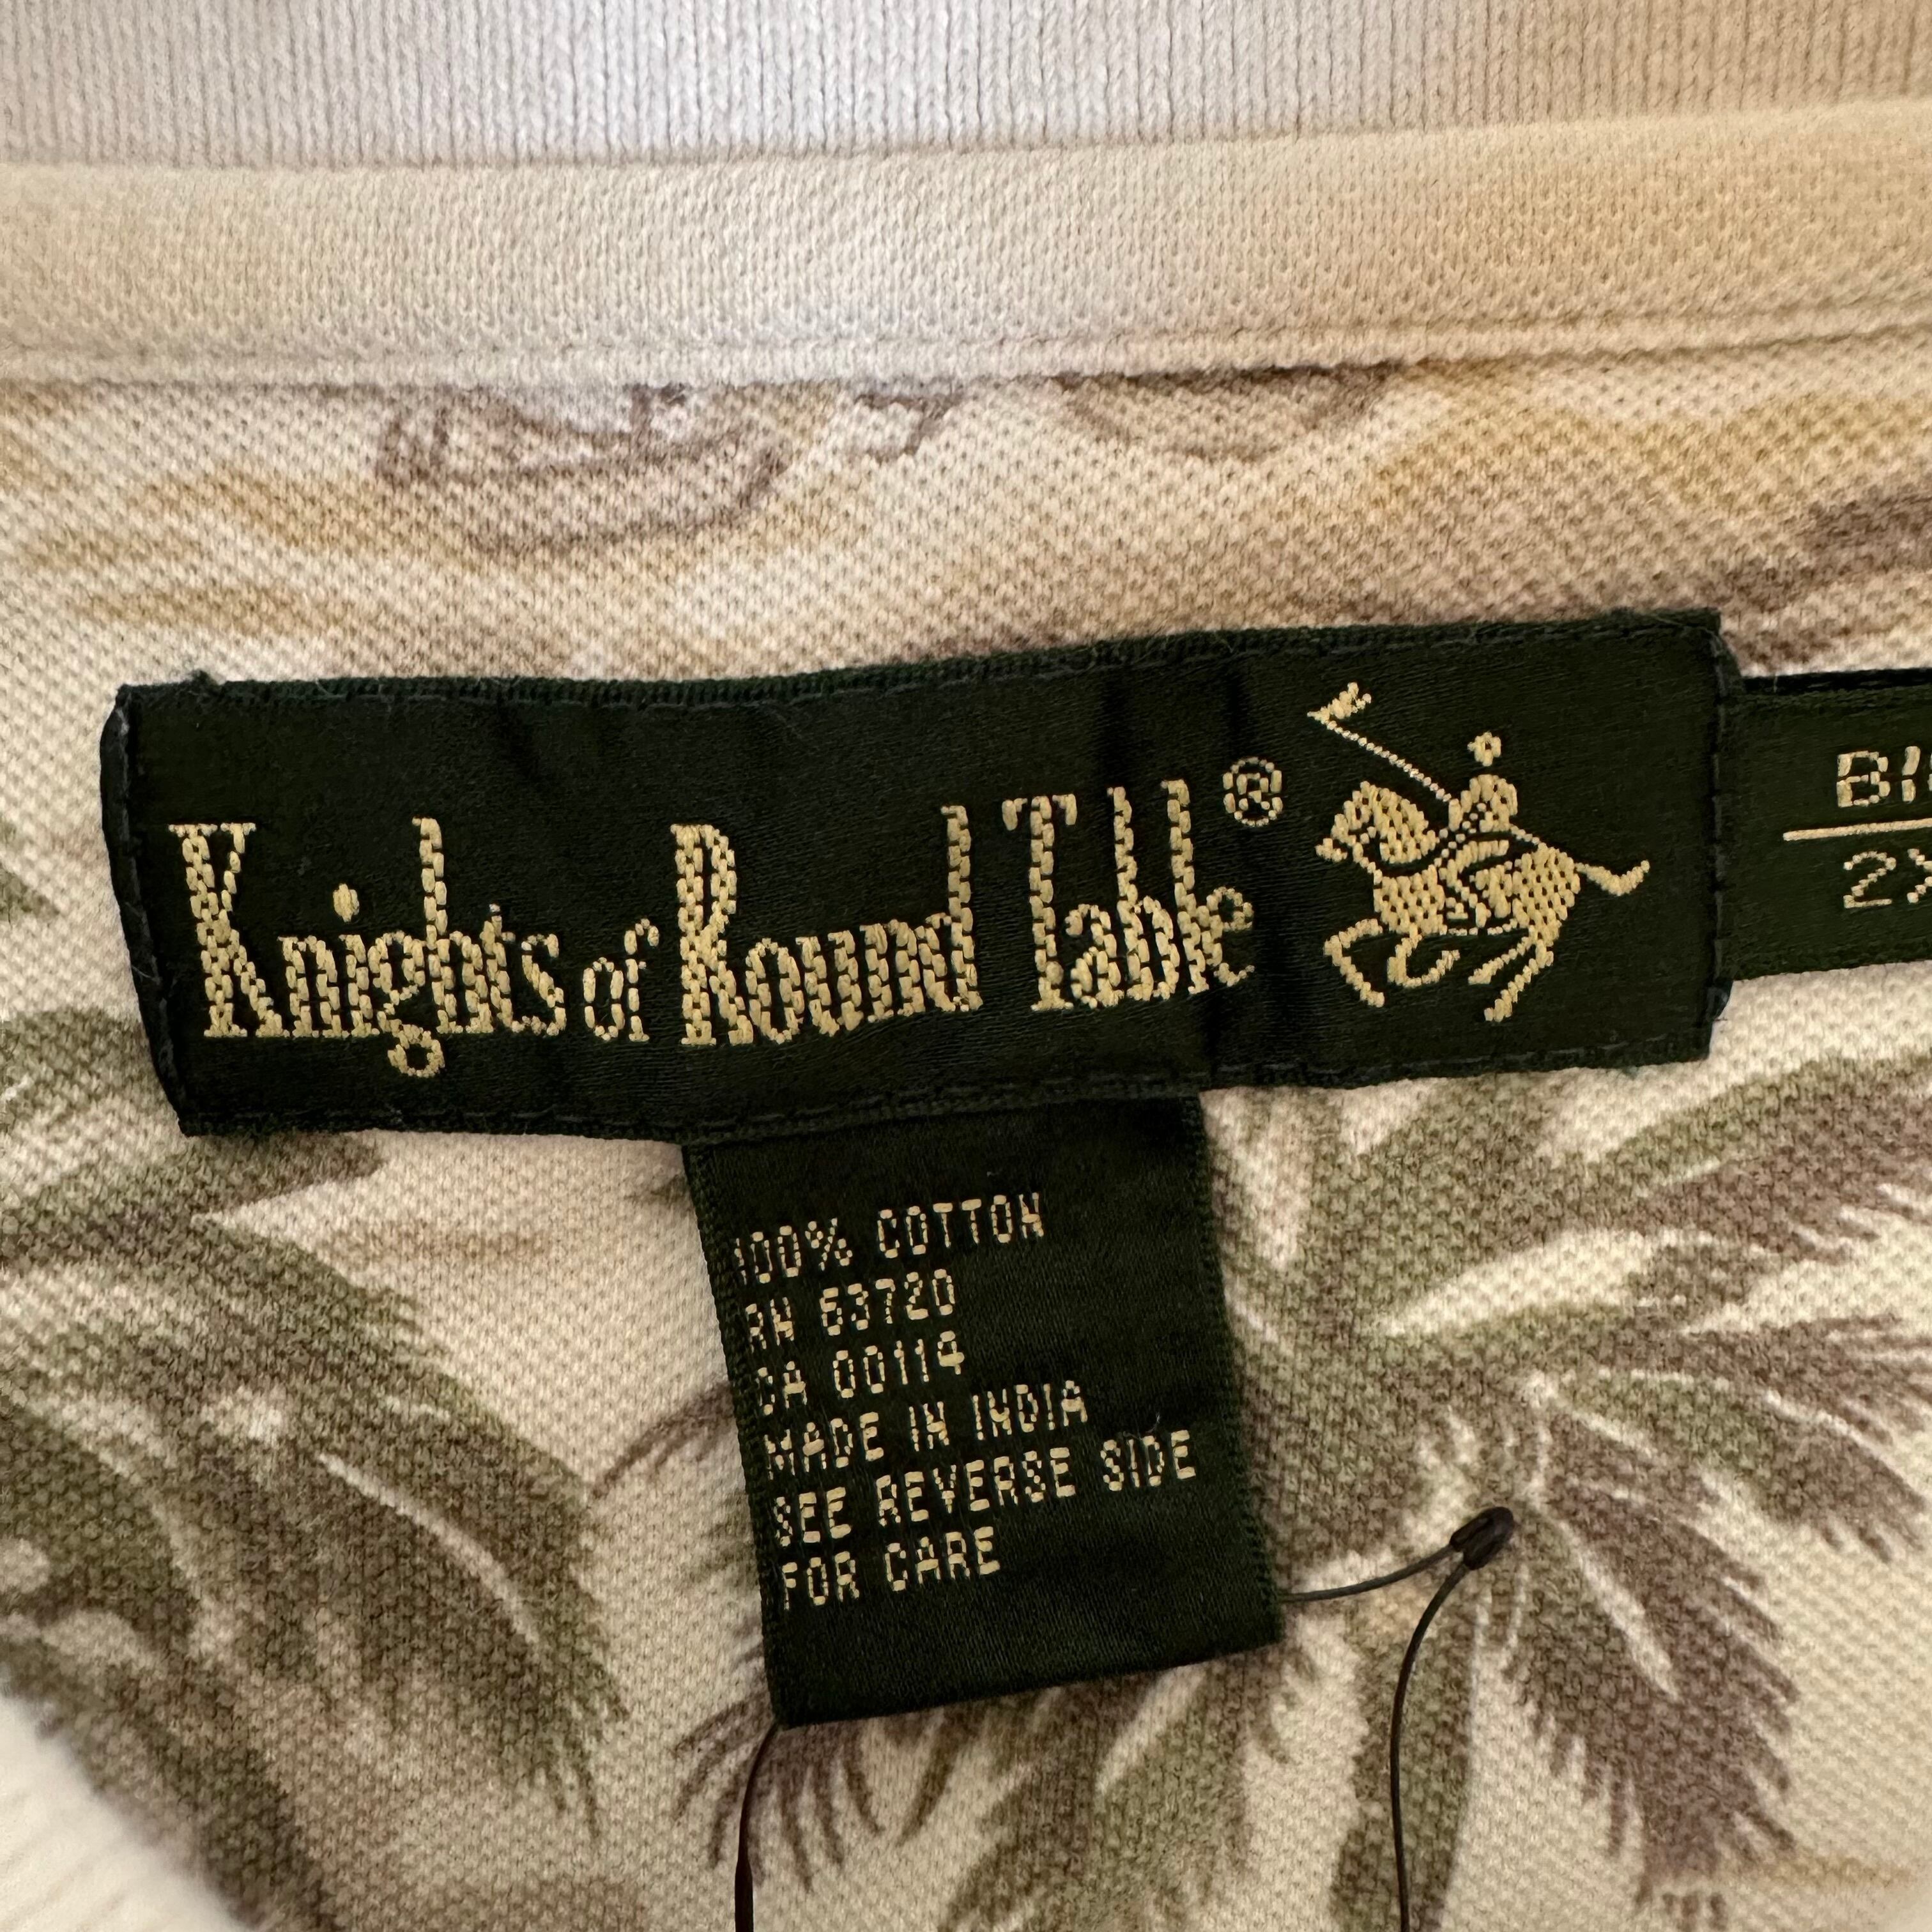 Knights of Round Table®
100% COTTON
RN 63720
CA 00114
MADE IN INDIA
SEE REVERSE SIDE
FOR CARE